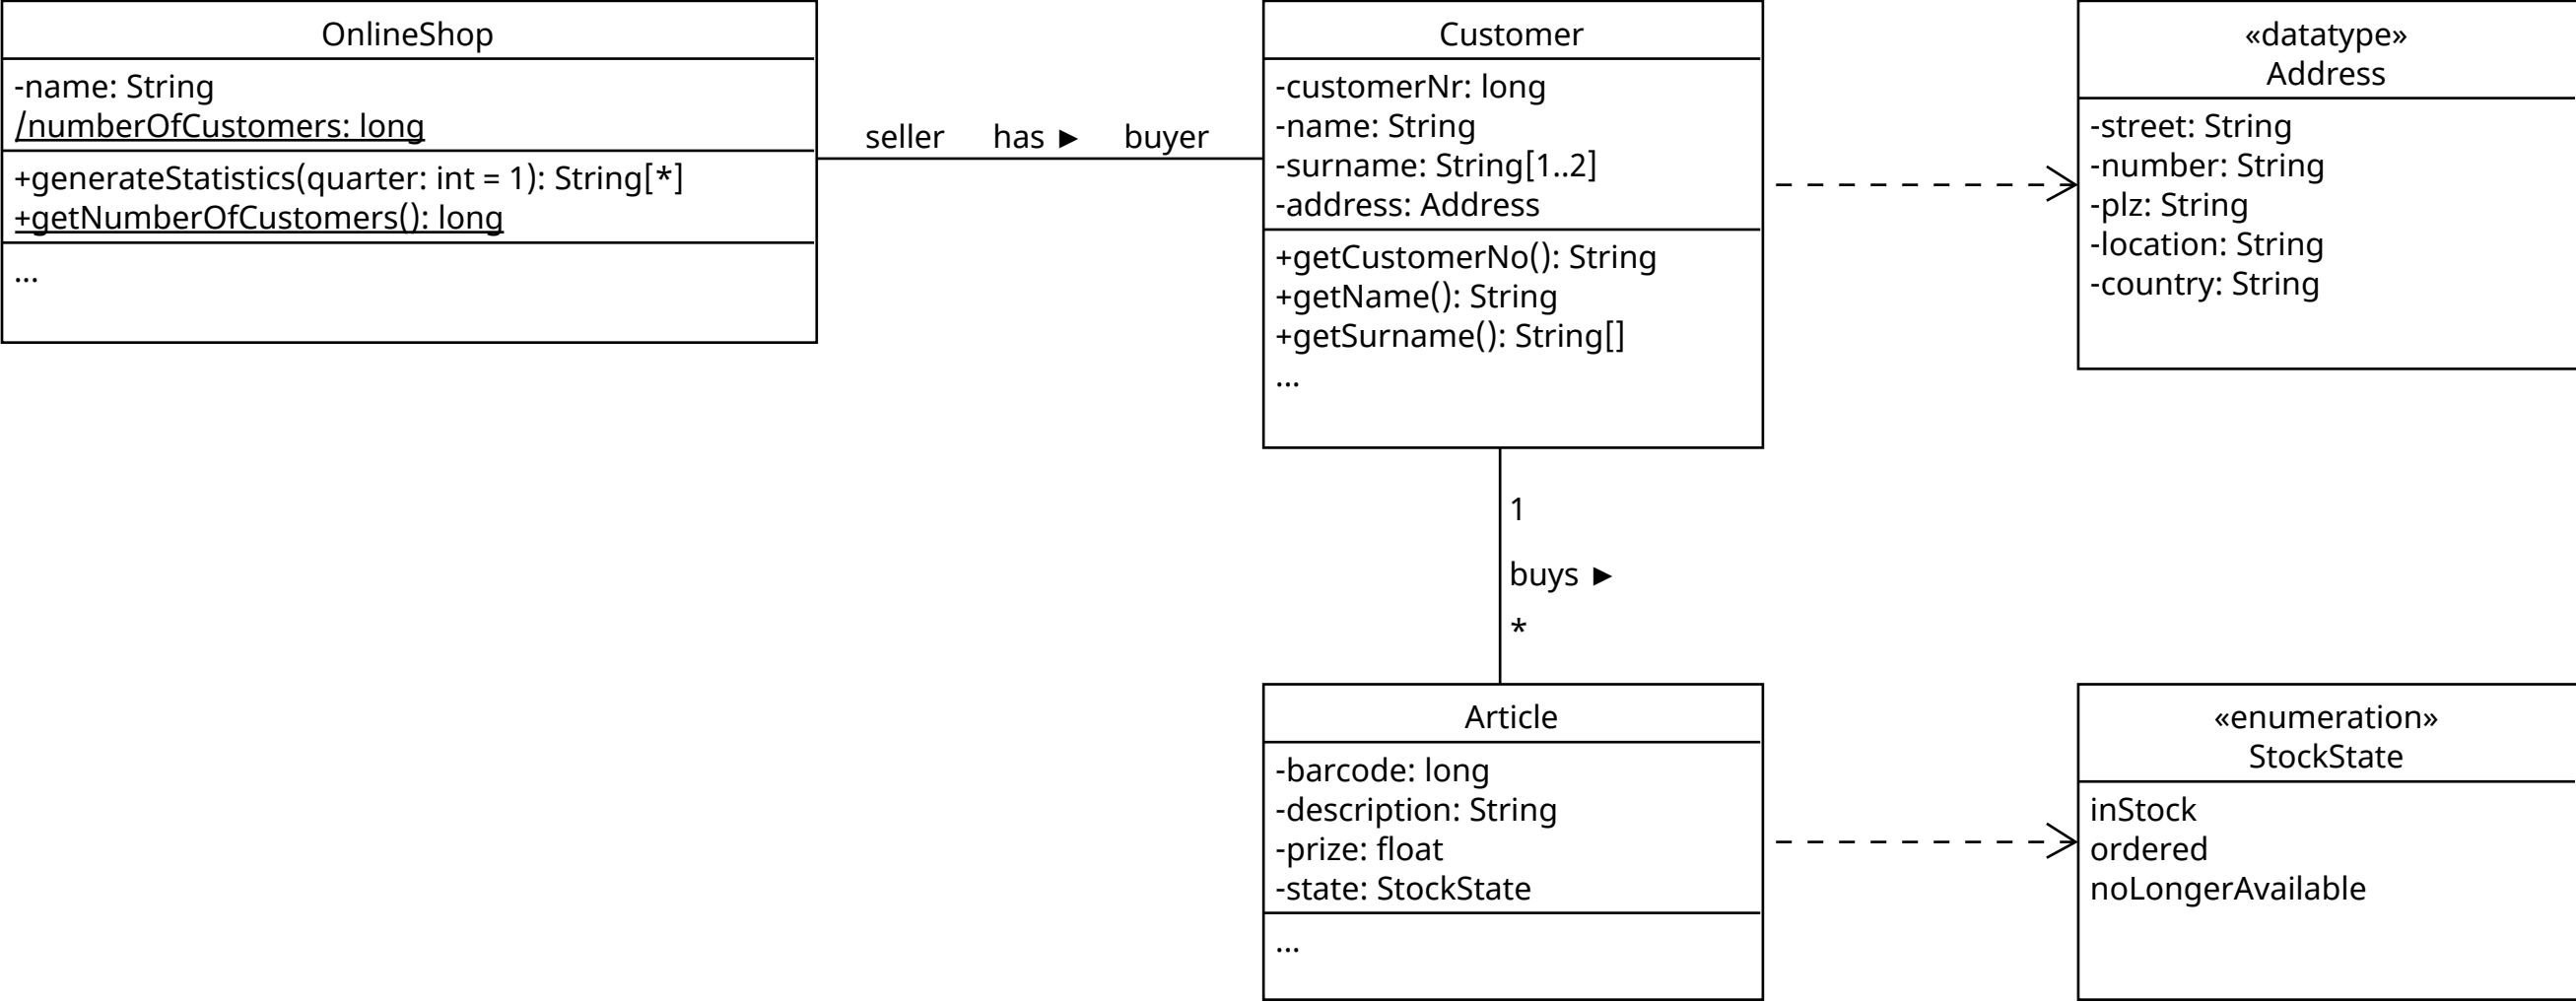 OnlineShop
-name: String
/numberOfCustomers: long
+generateStatistics(quarter: int = 1): String[*]
+getNumberOfCustomers(): long
...
seller has ► buyer
Customer
-customerNr: long
-name: String
-surname: String[1..2]
-address: Address
+getCustomerNo(): String
+getName(): String
+getSurname(): String[]
...
«datatype»
Address
-street: String
-number: String
-plz: String
-location: String
-country: String
1
buys ►
*
Article
-barcode: long
-description: String
-prize: float
-state: StockState
...
«enumeration»
StockState
inStock
ordered
noLongerAvailable